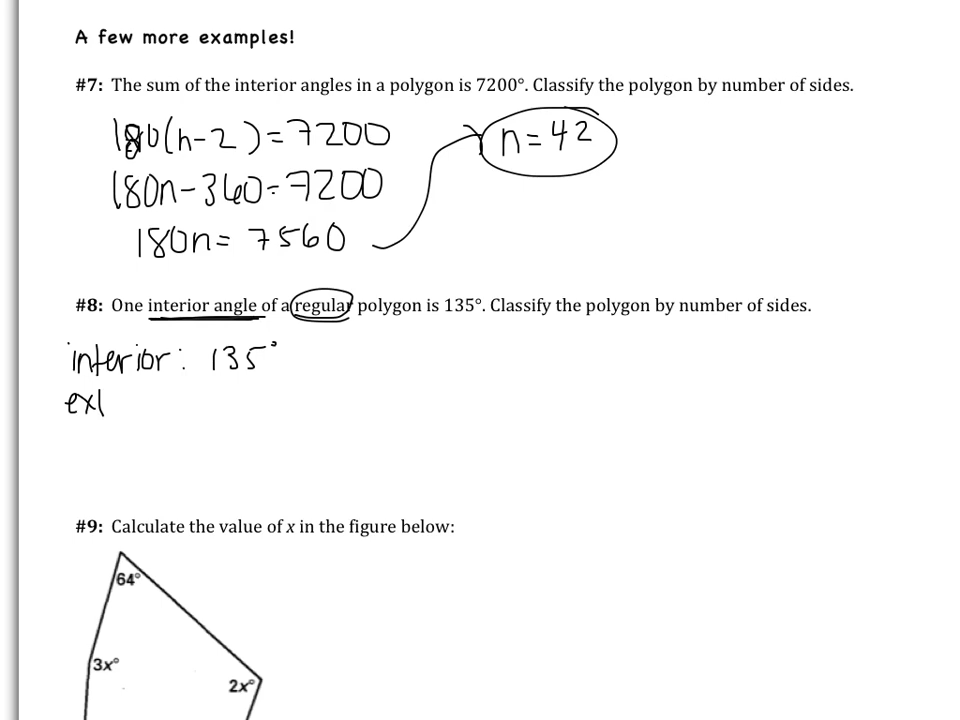 A few more examples!
#7: The sum of the interior angles in a polygon is 7200°. Classify the polygon by number of sides.
180(n-2)=7200
n=42
180n-360=7200
180n=7560
#8: One interior angle of a regular polygon is 135°. Classify the polygon by number of sides.
interior: 135°
ext
#9: Calculate the value of x in the figure below:
64°
3x°
2x°